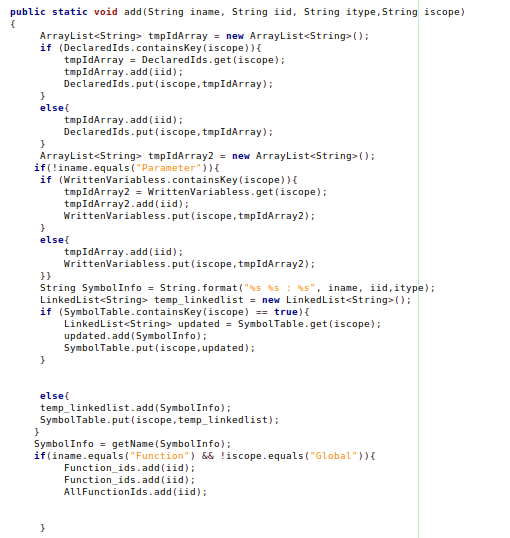 public static void add(String iname, String iid, String itype,String iscope)
{
ArrayList<String> tmpIdArray = new ArrayList<String>();
if (DeclaredIds.containsKey(iscope)){
tmpIdArray = DeclaredIds.get(iscope);
tmpIdArray.add(iid);
DeclaredIds.put(iscope,tmpIdArray);
}
else{
tmpIdArray.add(iid);
DeclaredIds.put(iscope,tmpIdArray);
}
ArrayList<String> tmpIdArray2 = new ArrayList<String>();
if(!iname.equals("Parameter")){
if (WrittenVariabless.containsKey(iscope)){
tmpIdArray2 = WrittenVariabless.get(iscope);
tmpIdArray2.add(iid);
WrittenVariabless.put(iscope,tmpIdArray2);
}
else{
tmpIdArray.add(iid);
WrittenVariabless.put(iscope,tmpIdArray2);
}}
String SymbolInfo = String.format("%s %s : %s", iname, iid,itype);
LinkedList<String> temp_linkedlist = new LinkedList<String>();
if (SymbolTable.containsKey(iscope) == true){
LinkedList<String> updated = SymbolTable.get(iscope);
updated.add(SymbolInfo);
SymbolTable.put(iscope,updated);
}
else{
temp_linkedlist.add(SymbolInfo);
SymbolTable.put(iscope,temp_linkedlist);
}
SymbolInfo = getName(SymbolInfo);
if(iname.equals("Function") && !iscope.equals("Global")){
Function_ids.add(iid);
Function_ids.add(iid);
AllFunctionIds.add(iid);
}